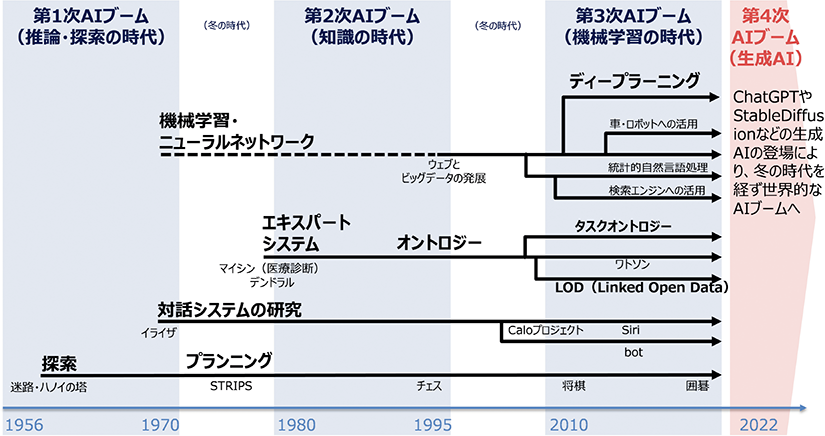 第1次AIブーム
（推論・探索の時代）
（冬の時代）
第2次AIブーム
（知識の時代）
（冬の時代）
第3次AIブーム
（機械学習の時代）
第4次
AIブーム
（生成AI）
ディープラーニング
ChatGPTや
StableDiffus
ionなどの生成
AIの登場によ
り、冬の時代を
経ず世界的な
AIブームへ
機械学習・
ニューラルネットワーク
車・ロボットへの活用
ウェブと
ビッグデータの発展
統計的自然言語処理
検索エンジンへの活用
エキスパート
システム
オントロジー
タスクオントロジー
マイシン（医療診断）
デンドラル
ワトソン
LOD（Linked Open Data）
対話システムの研究
イライザ
Caloプロジェクト
Siri
bot
探索
プランニング
迷路・ハノイの塔
STRIPS
チェス
将棋
囲碁
1956
1970
1980
1995
2010
2022